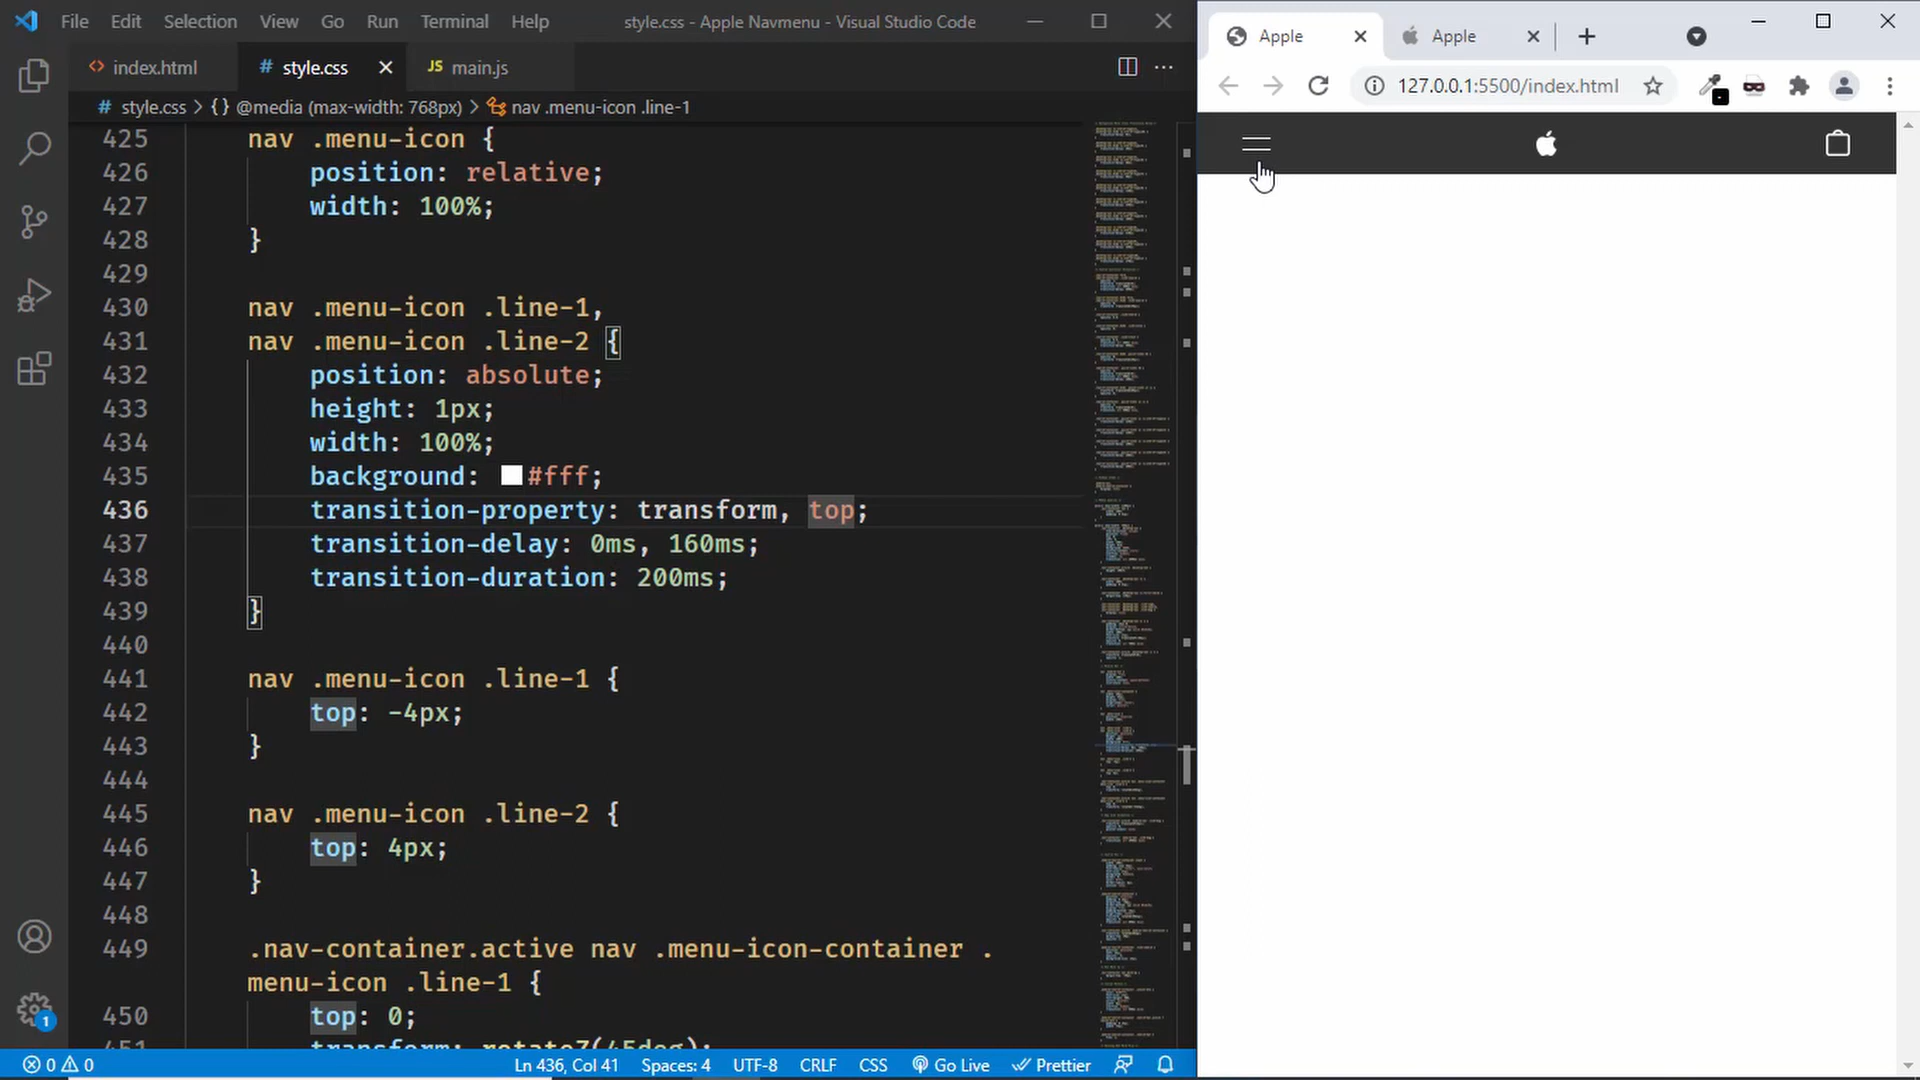 File Edit Selection View Go Run Terminal Help style.css - Apple Navmenu - Visual Studio Code
index.html # style.css JS main.js
# style.css > {} @media (max-width: 768px) > nav .menu-icon .line-1
425 nav .menu-icon {
426 position: relative;
427 width: 100%;
428 }
429
430 nav .menu-icon .line-1,
431 nav .menu-icon .line-2 {
432 position: absolute;
433 height: 1px;
434 width: 100%;
435 background: #fff;
436 transition-property: transform, top;
437 transition-delay: 0ms, 160ms;
438 transition-duration: 200ms;
439 }
440
441 nav .menu-icon .line-1 {
442 top: -4px;
443 }
444
445 nav .menu-icon .line-2 {
446 top: 4px;
447 }
448
449 .nav-container.active nav .menu-icon-container .
menu-icon .line-1 {
450 top: 0;
451 transform: rotateZ(45deg);
1
0 0 Ln 436, Col 41 Spaces: 4 UTF-8 CRLF CSS Go Live Prettier
Apple Apple
127.0.0.1:5500/index.html